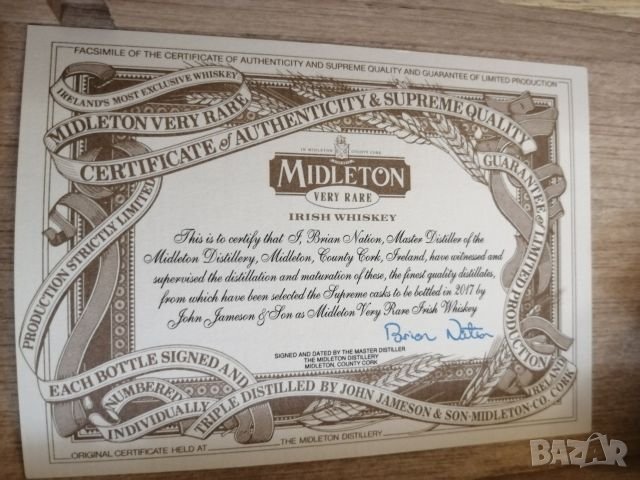 FACSIMILE OF THE CERTIFICATE OF AUTHENTICITY AND SUPREME QUALITY AND GUARANTEE OF LIMITED PRODUCTION
IRELAND'S MOST EXCLUSIVE WHISKEY
MIDLETON VERY RARE
CERTIFICATE of AUTHENTICITY & SUPREME QUALITY
GUARANTEE of LIMITED PRODUCTION
IN MIDLETON COUNTY CORK
MIDLETON
VERY RARE
IRISH WHISKEY
This is to certify that I, Brian Nation, Master Distiller of the
Midleton Distillery, Midleton, County Cork, Ireland, have witnessed and
supervised the distillation and maturation of these, the finest quality distillates,
from which have been selected the Supreme casks to be bottled in 2017 by
John Jameson & Son as Midleton Very Rare Irish Whiskey
Brian Nation
SIGNED AND DATED BY THE MASTER DISTILLER
THE MIDLETON DISTILLERY
MIDLETON, COUNTY CORK
PRODUCTION STRICTLY LIMITED
EACH BOTTLE SIGNED AND
NUMBERED
INDIVIDUALLY
TRIPLE DISTILLED BY JOHN JAMESON & SON·MIDLETON·CO. CORK
IRELAND
ORIGINAL CERTIFICATE HELD AT THE MIDLETON DISTILLERY
BAZAR